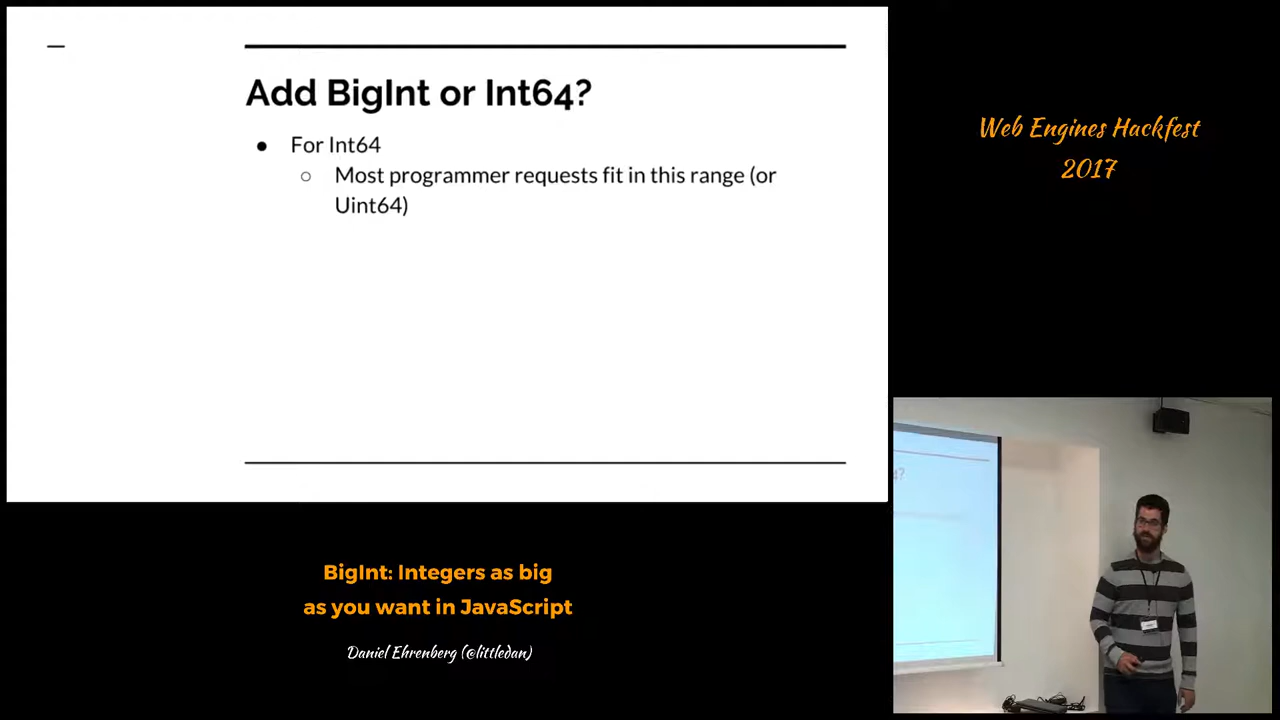 Add BigInt or Int64?
● For Int64
○ Most programmer requests fit in this range (or
Uint64)
Web Engines Hackfest
2017
BigInt: Integers as big
as you want in JavaScript
Daniel Ehrenberg (@littledan)